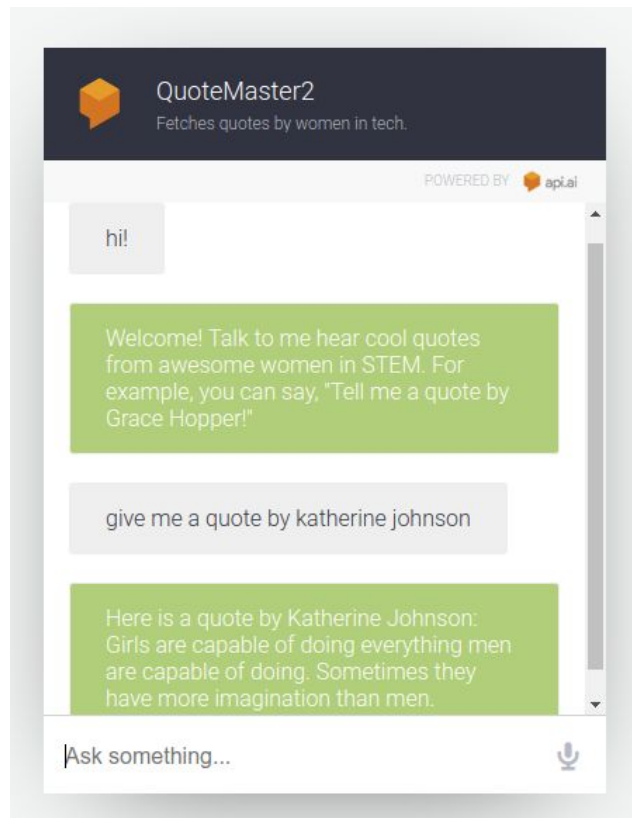 QuoteMaster2
Fetches quotes by women in tech.
POWERED BY api.ai
hi!
Welcome! Talk to me hear cool quotes
from awesome women in STEM. For
example, you can say, "Tell me a quote by
Grace Hopper!"
give me a quote by katherine johnson
Here is a quote by Katherine Johnson:
Girls are capable of doing everything men
are capable of doing. Sometimes they
have more imagination than men.
Ask something...